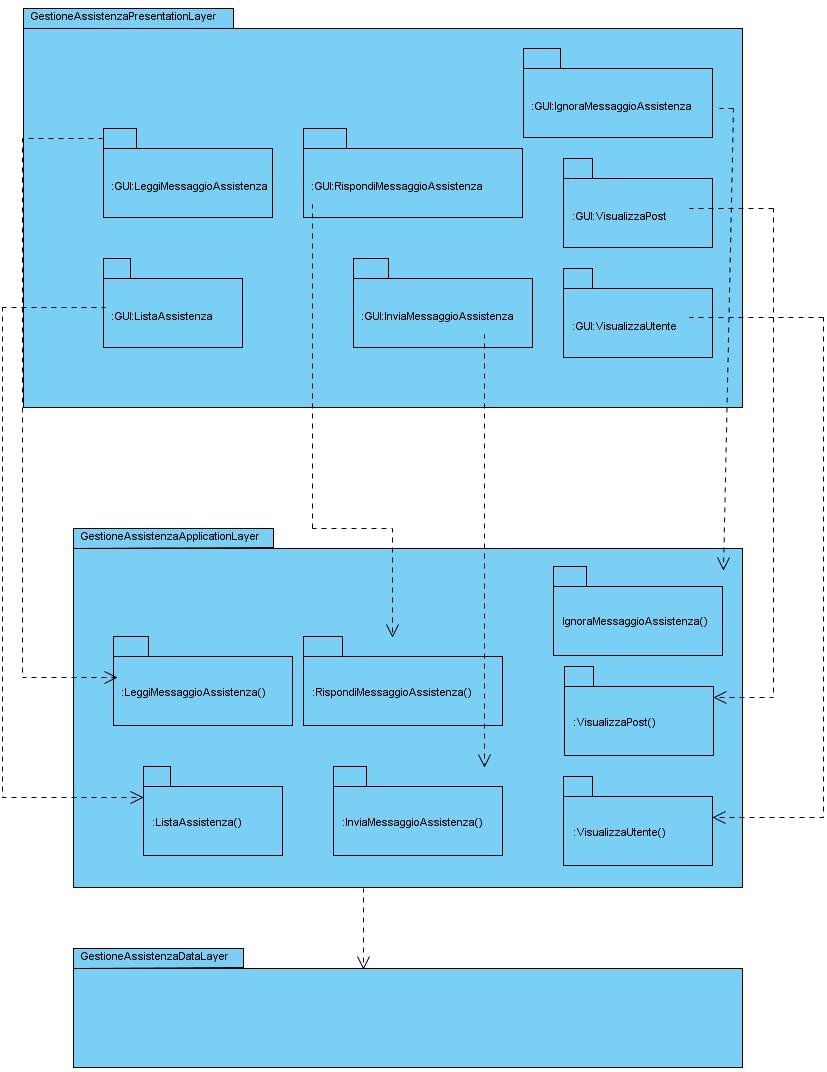 GestioneAssistenzaPresentationLayer
:GUI:IgnoraMessaggioAssistenza
:GUI:LeggiMessaggioAssistenza
:GUI:RispondiMessaggioAssistenza
:GUI:VisualizzaPost
:GUI:ListaAssistenza
:GUI:InviaMessaggioAssistenza
:GUI:VisualizzaUtente
GestioneAssistenzaApplicationLayer
IgnoraMessaggioAssistenza()
:LeggiMessaggioAssistenza()
:RispondiMessaggioAssistenza()
:VisualizzaPost()
:ListaAssistenza()
:InviaMessaggioAssistenza()
:VisualizzaUtente()
GestioneAssistenzaDataLayer